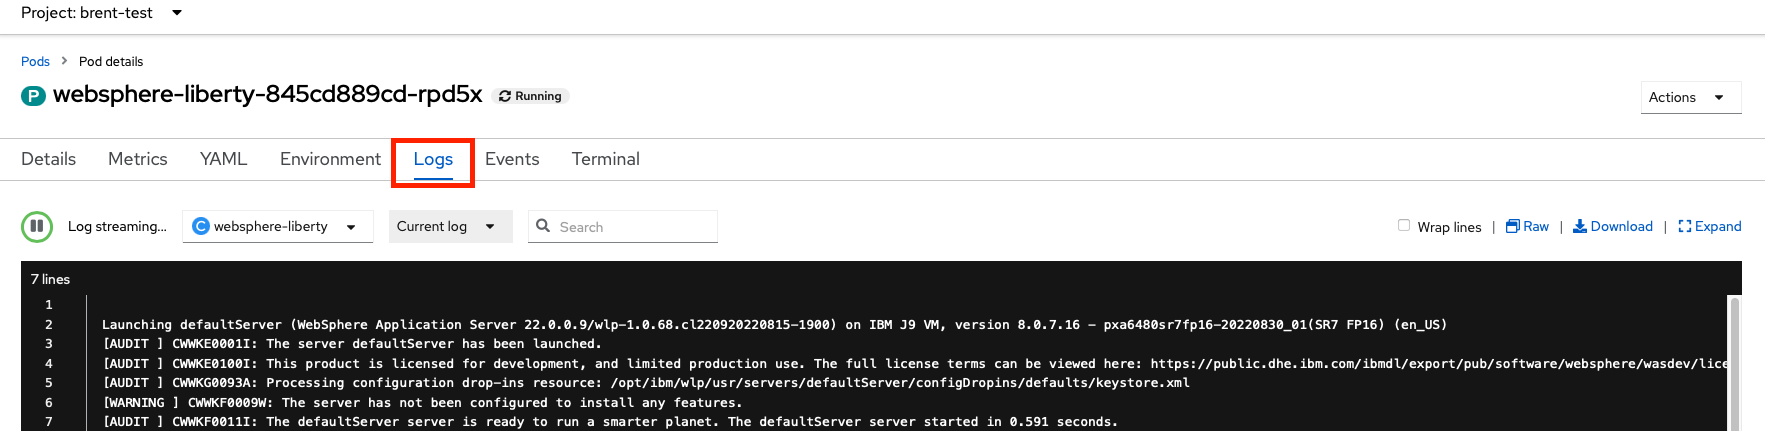 Project: brent-test
Pods > Pod details
P websphere-liberty-845cd889cd-rpd5x Running
Actions
Details Metrics YAML Environment Logs Events Terminal
Log streaming... C websphere-liberty Current log Search Wrap lines | Raw | Download | Expand
7 lines
1
2 Launching defaultServer (WebSphere Application Server 22.0.0.9/wlp-1.0.68.cl220920220815-1900) on IBM J9 VM, version 8.0.7.16 - pxa6480sr7fp16-20220830_01(SR7 FP16) (en_US)
3 [AUDIT ] CWWKE0001I: The server defaultServer has been launched.
4 [AUDIT ] CWWKE0100I: This product is licensed for development, and limited production use. The full license terms can be viewed here: https://public.dhe.ibm.com/ibmdl/export/pub/software/websphere/wasdev/lice
5 [AUDIT ] CWWKG0093A: Processing configuration drop-ins resource: /opt/ibm/wlp/usr/servers/defaultServer/configDropins/defaults/keystore.xml
6 [WARNING ] CWWKF0009W: The server has not been configured to install any features.
7 [AUDIT ] CWWKF0011I: The defaultServer server is ready to run a smarter planet. The defaultServer server started in 0.591 seconds.